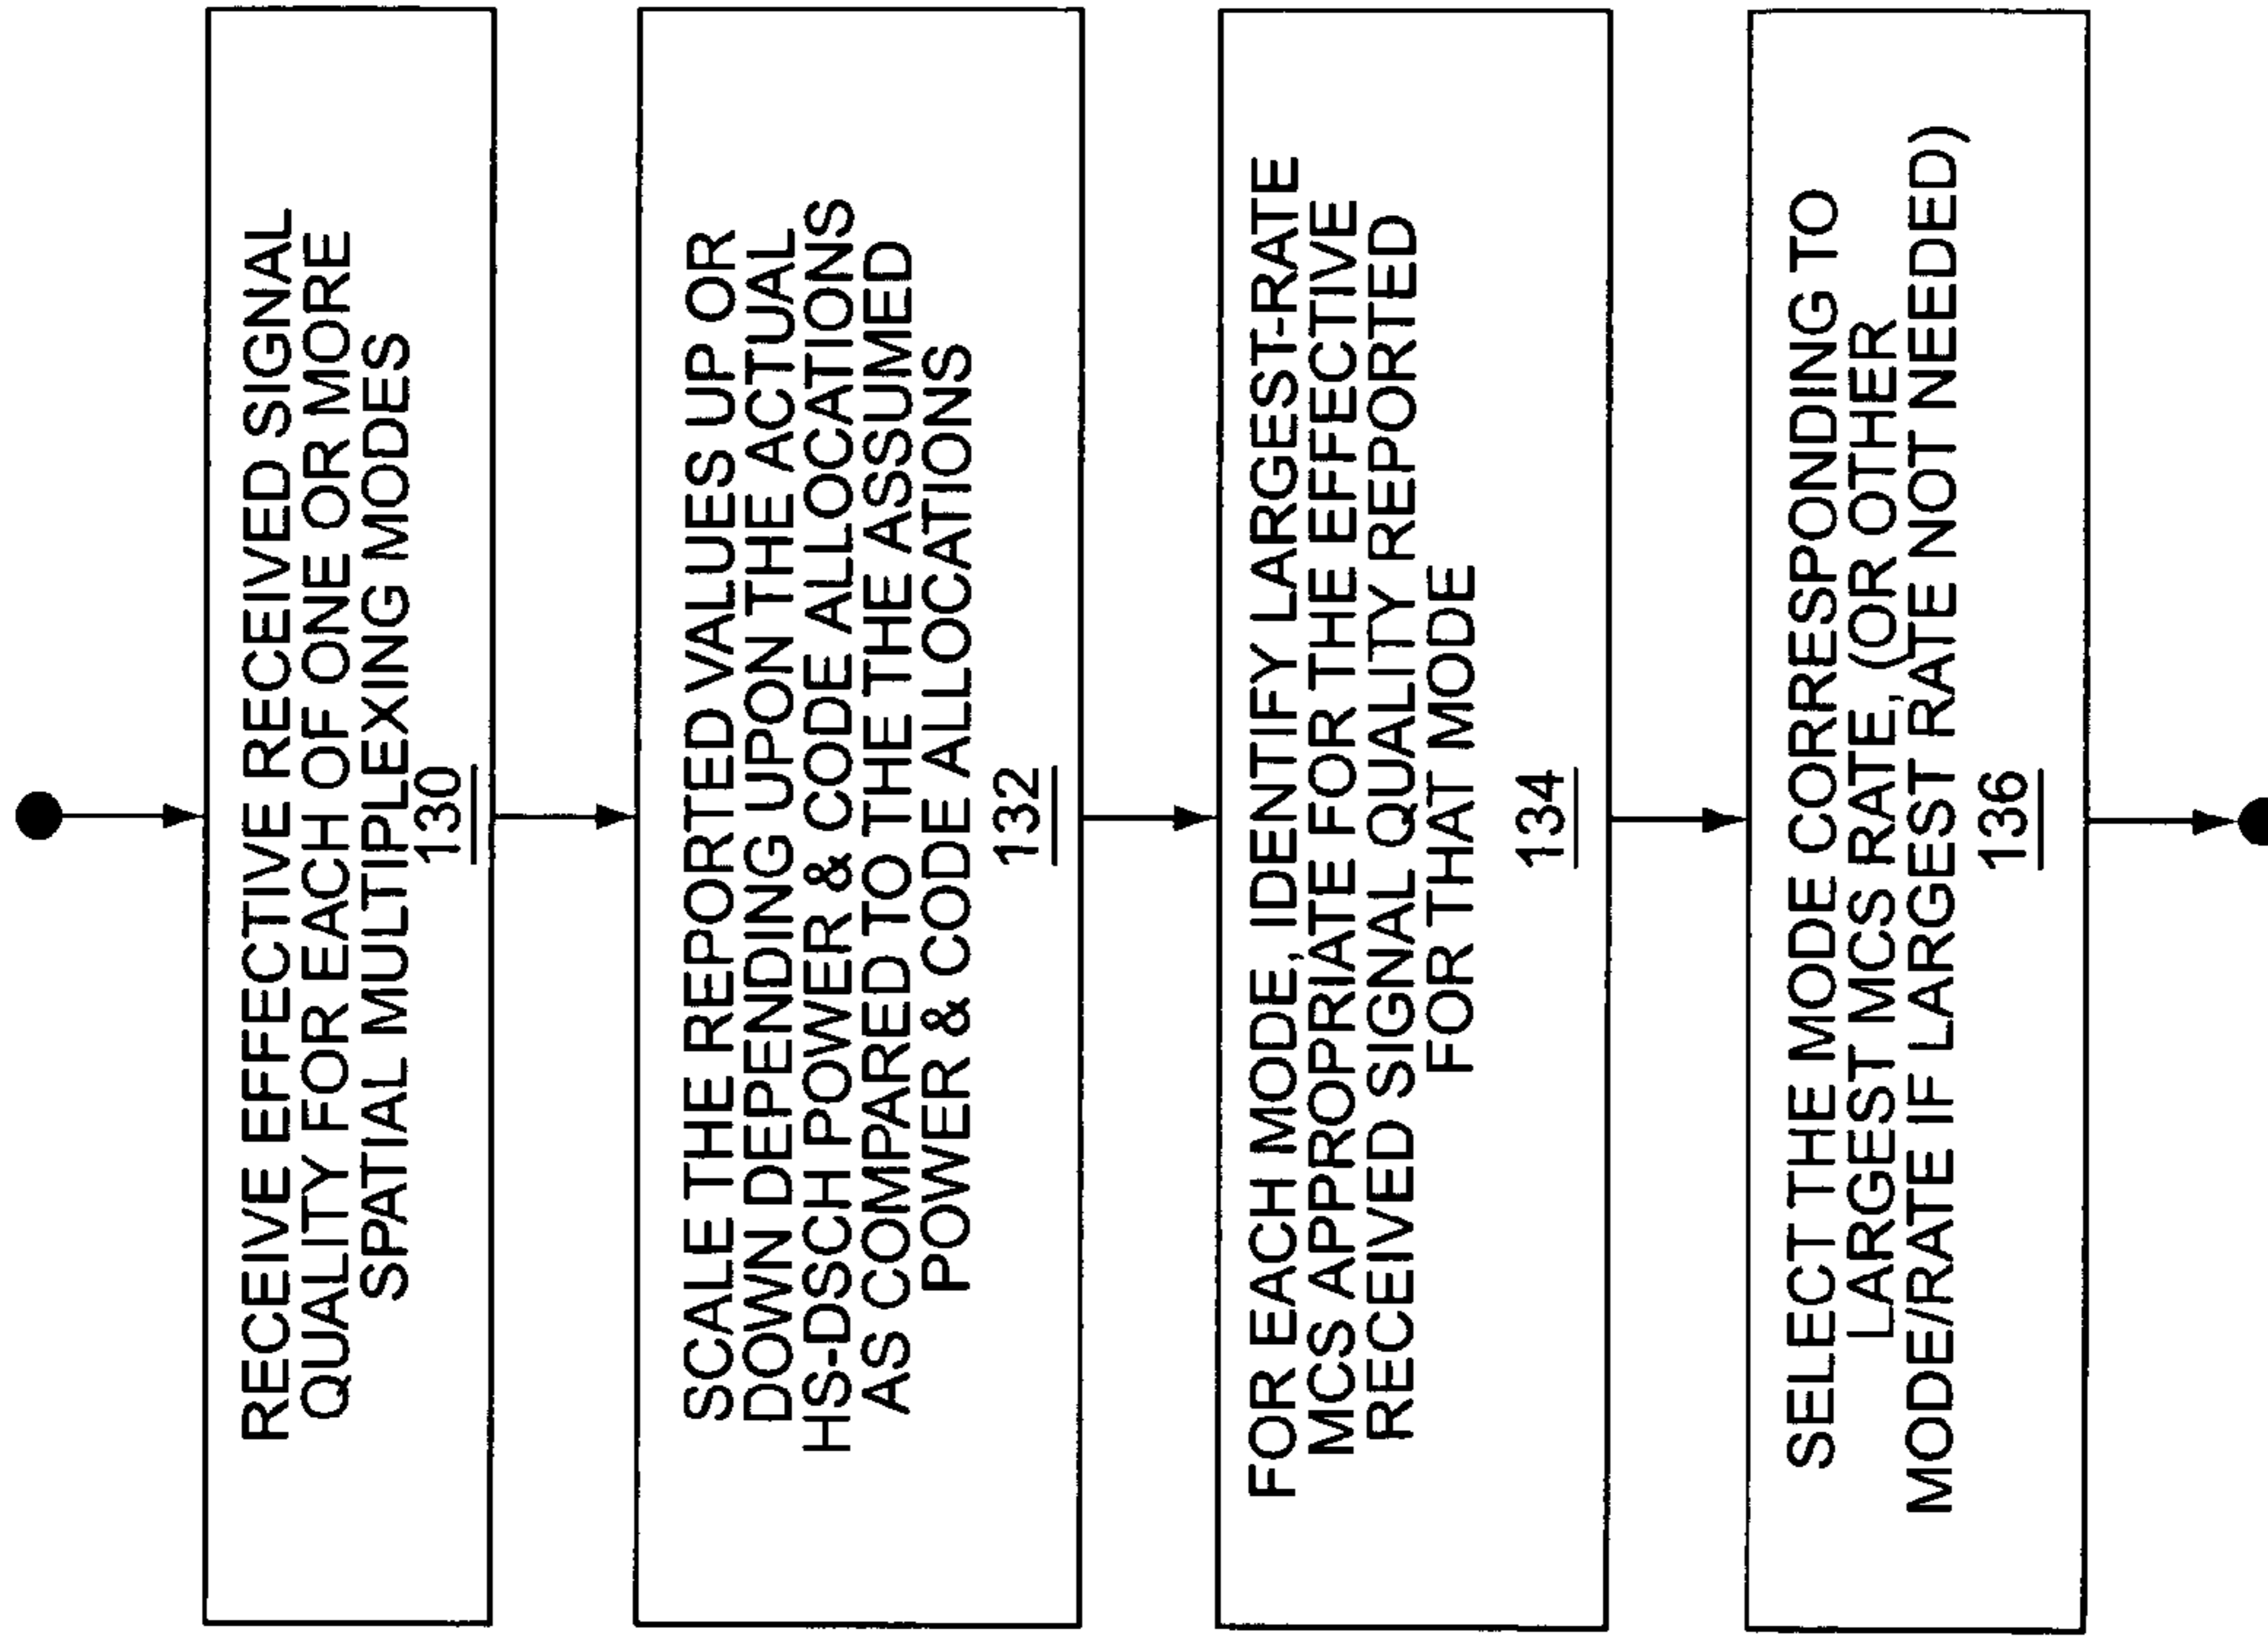 RECEIVE EFFECTIVE RECEIVED SIGNAL
QUALITY FOR EACH OF ONE OR MORE
SPATIAL MULTIPLEXING MODES
130
SCALE THE REPORTED VALUES UP OR
DOWN DEPENDING UPON THE ACTUAL
HS-DSCH POWER & CODE ALLOCATIONS
AS COMPARED TO THE THE ASSUMED
POWER & CODE ALLOCATIONS
132
FOR EACH MODE, IDENTIFY LARGEST-RATE
MCS APPROPRIATE FOR THE EFFECTIVE
RECEIVED SIGNAL QUALITY REPORTED
FOR THAT MODE
134
SELECT THE MODE CORRESPONDING TO
LARGEST MCS RATE, (OR OTHER
MODE/RATE IF LARGEST RATE NOT NEEDED)
136